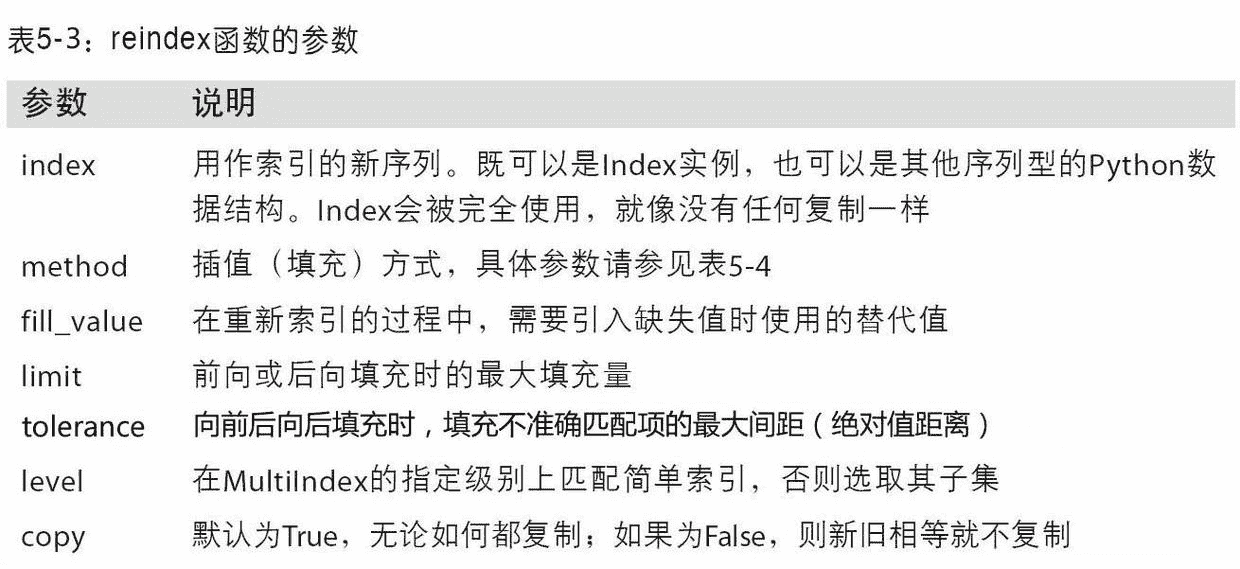 表5-3：reindex函数的参数
参数 说明
index 用作索引的新序列。既可以是Index实例，也可以是其他序列型的Python数
据结构。Index会被完全使用，就像没有任何复制一样
method 插值（填充）方式，具体参数请参见表5-4
fill_value 在重新索引的过程中，需要引入缺失值时使用的替代值
limit 前向或后向填充时的最大填充量
tolerance 向前后向后填充时，填充不准确匹配项的最大间距（绝对值距离）
level 在MultiIndex的指定级别上匹配简单索引，否则选取其子集
copy 默认为True，无论如何都复制；如果为False，则新旧相等就不复制